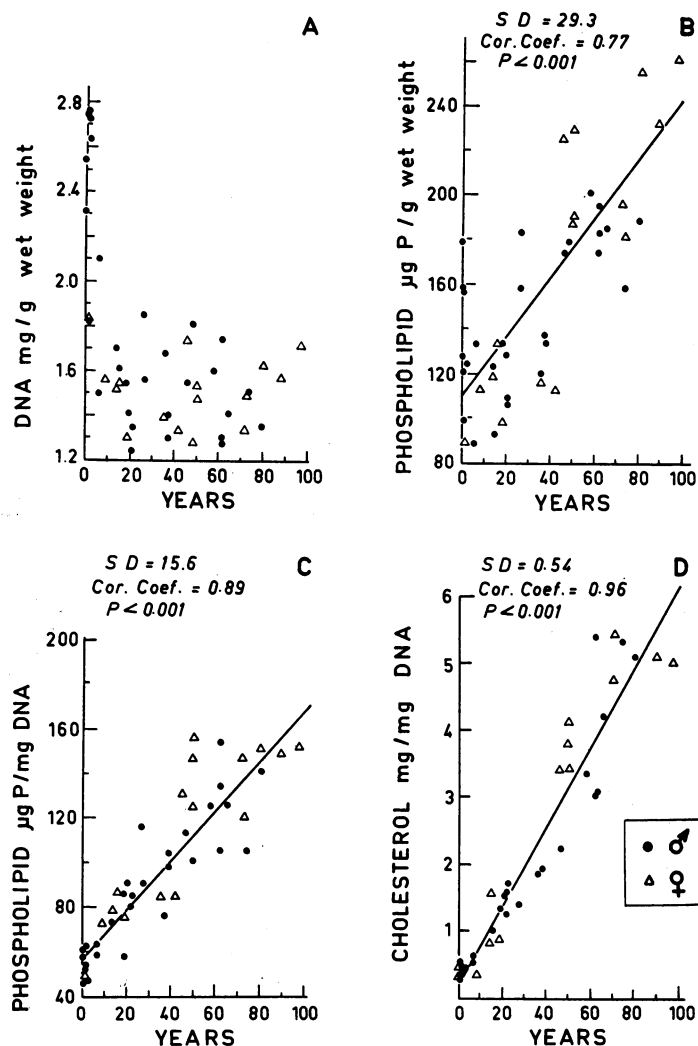 A
DNA mg/g wet weight
2.8
2.4
2.0
1.6
1.2
0 20 40 60 80 100
YEARS
S D = 29.3
Cor. Coef. = 0.77
P < 0.001
B
PHOSPHOLIPID µg P/g wet weight
240
200
160
120
80
0 20 40 60 80 100
YEARS
S D = 15.6
Cor. Coef. = 0.89
P < 0.001
C
PHOSPHOLIPID µg P/mg DNA
200
160
120
80
40
0 20 40 60 80 100
YEARS
S D = 0.54
Cor. Coef. = 0.96
P < 0.001
D
CHOLESTEROL mg/mg DNA
6
5
4
3
2
1
0 20 40 60 80 100
YEARS
♂
♀